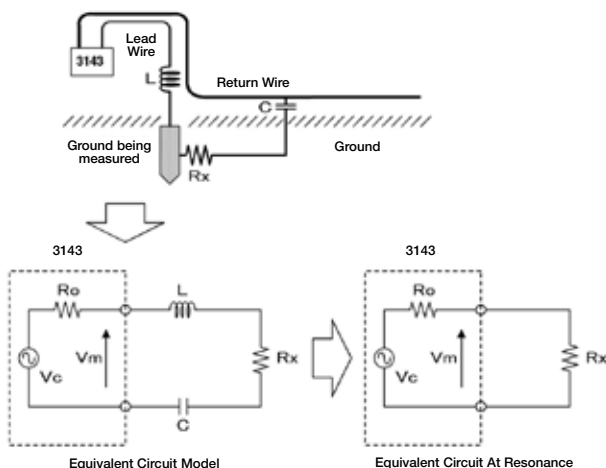 3143
Lead
Wire
L
Return Wire
C
Ground being
measured
Rx
Ground
3143
Ro
L
Vm
Vc
Rx
C
Equivalent Circuit Model
3143
Ro
Vm
Vc
Rx
Equivalent Circuit At Resonance